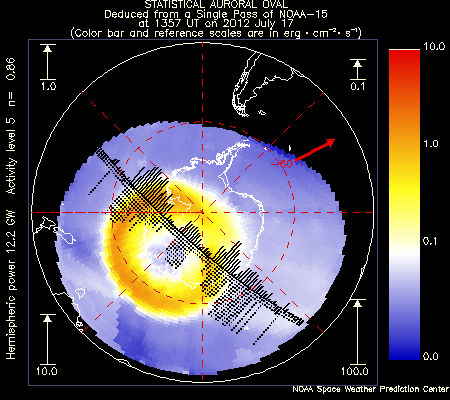 STATISTICAL AURORAL OVAL
Deduced from a Single Pass of NOAA-15
at 1357 UT on 2012 July 17
(Color bar and reference scales are in erg·cm⁻²·s⁻¹)
1.0
0.1
10.0
1.0
0.1
0.0
-60
Hemispheric power 12.2 GW Activity level 5 n= 0.86
10.0
100.0
NOAA Space Weather Prediction Center